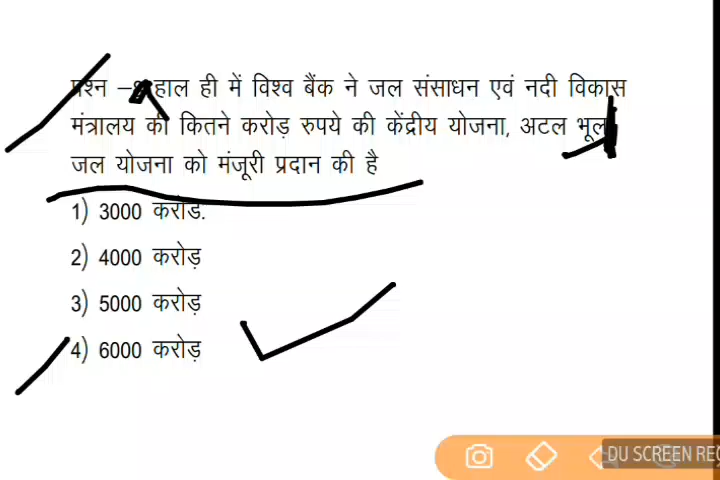 प्रश्न – हाल ही में विश्व बैंक ने जल संसाधन एवं नदी विकास
मंत्रालय की कितने करोड़ रुपये की केंद्रीय योजना, अटल भूल
जल योजना को मंजूरी प्रदान की है
1) 3000 करोड.
2) 4000 करोड़
3) 5000 करोड़
4) 6000 करोड़
DU SCREEN REC